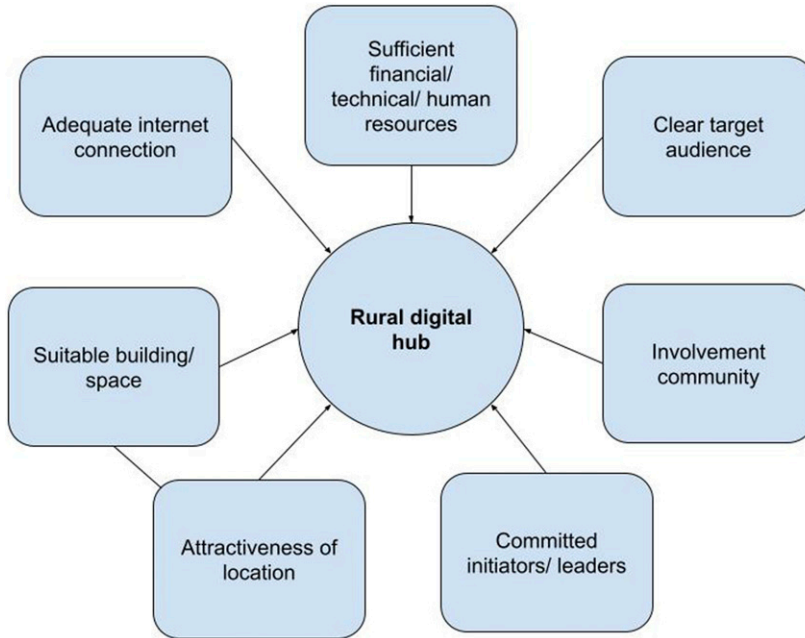 Sufficient
financial/
technical/ human
resources
Adequate internet
connection
Clear target
audience
Rural digital
hub
Suitable building/
space
Involvement
community
Attractiveness of
location
Committed
initiators/ leaders